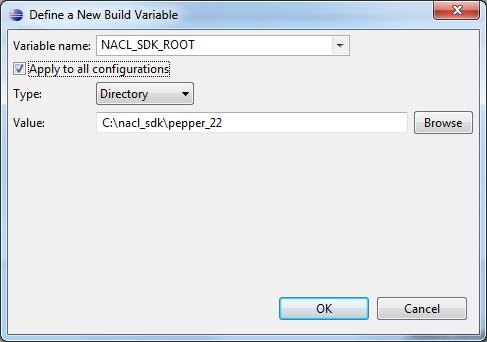 Define a New Build Variable
Variable name: NACL_SDK_ROOT
Apply to all configurations
Type: Directory
Value: C:\nacl_sdk\pepper_22 Browse
OK Cancel